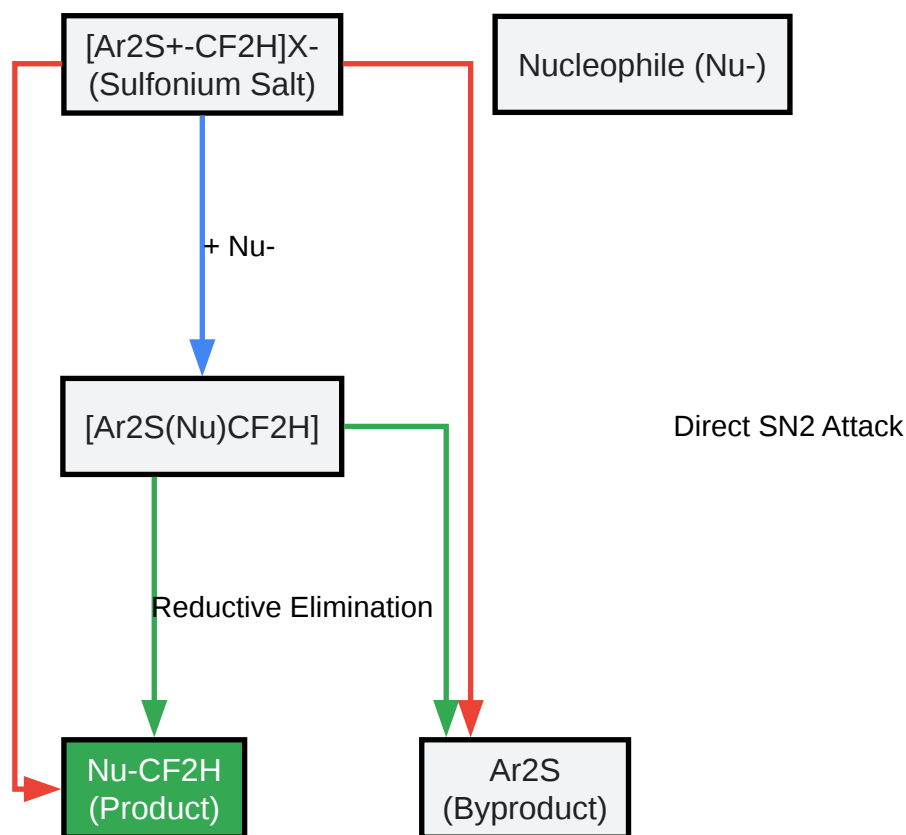 [Ar2S+-CF2H]X-
(Sulfonium Salt)
Nucleophile (Nu-)
+ Nu-
[Ar2S(Nu)CF2H]
Direct SN2 Attack
Reductive Elimination
Nu-CF2H
(Product)
Ar2S
(Byproduct)